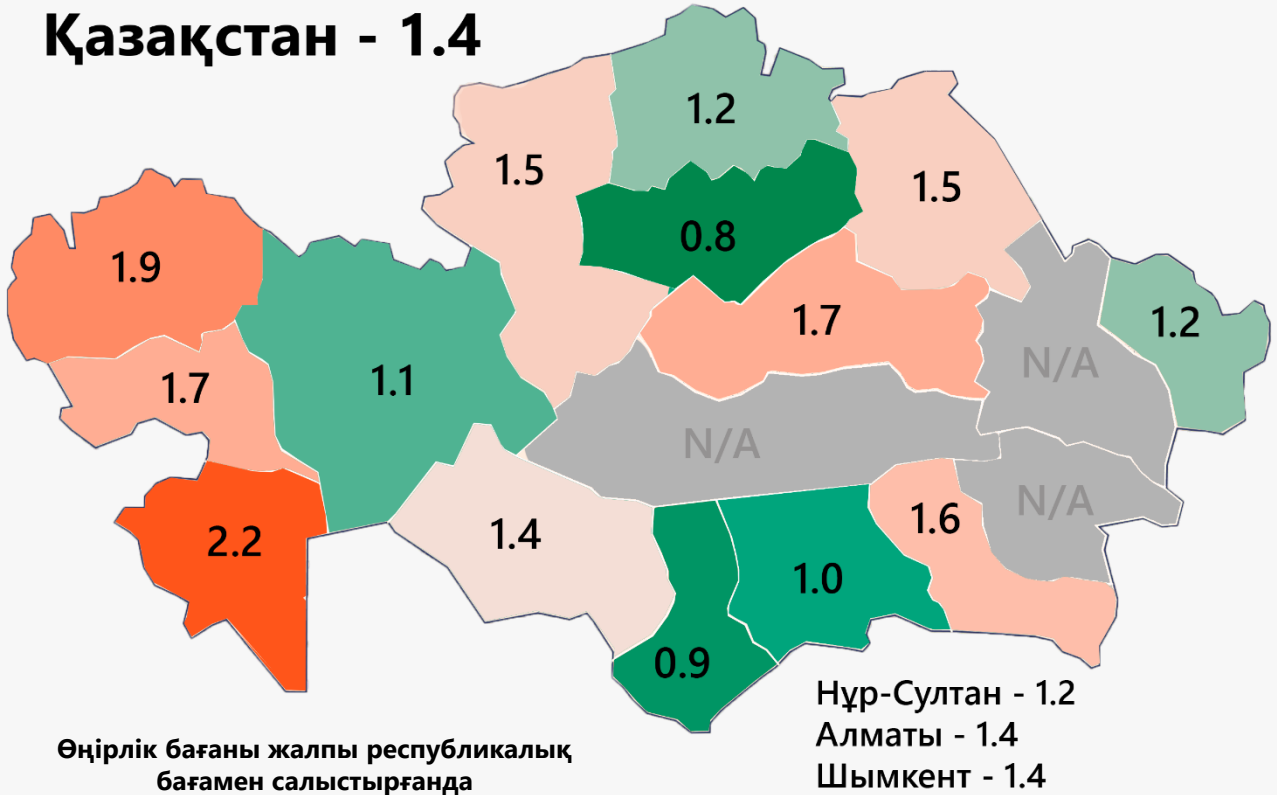 Қазақстан - 1.4
1.2
1.5
1.5
0.8
1.9
1.7
1.2
N/A
1.7
1.1
N/A
N/A
1.6
1.4
2.2
1.0
0.9
Нұр-Султан - 1.2
Алматы - 1.4
Шымкент - 1.4
Өңірлік бағаны жалпы республикалық
бағамен салыстырғанда